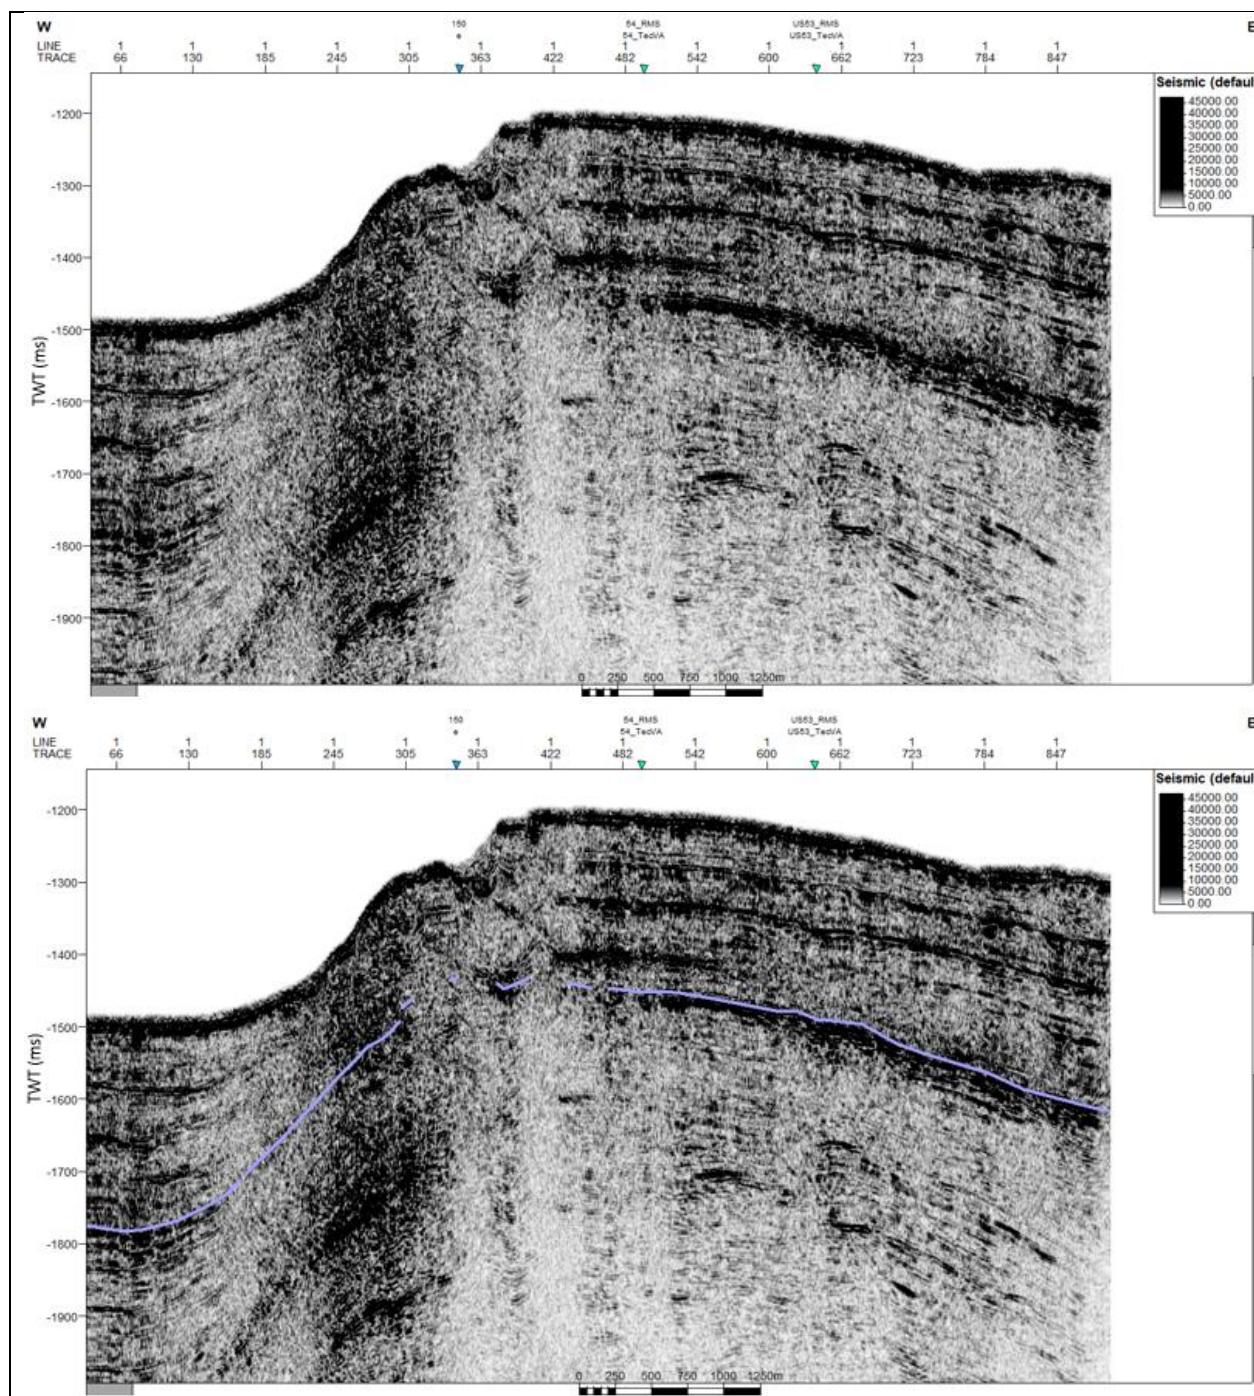 W
150
54_RMS
US53_RMS
E
e
54_TecVA
US53_TecVA
LINE 1 1 1 1 1 1 1 1 1 1 1 1 1 1
TRACE 66 130 185 245 305 363 422 482 542 600 662 723 784 847
Seismic (defaul
45000.00
40000.00
35000.00
30000.00
25000.00
20000.00
15000.00
10000.00
5000.00
0.00
-1200
-1300
-1400
-1500
-1600
-1700
-1800
-1900
TWT (ms)
0 250 500 750 1000 1250m
W
150
54_RMS
US53_RMS
E
e
54_TecVA
US53_TecVA
LINE 1 1 1 1 1 1 1 1 1 1 1 1 1 1
TRACE 66 130 185 245 305 363 422 482 542 600 662 723 784 847
Seismic (defaul
45000.00
40000.00
35000.00
30000.00
25000.00
20000.00
15000.00
10000.00
5000.00
0.00
-1200
-1300
-1400
-1500
-1600
-1700
-1800
-1900
TWT (ms)
0 250 500 750 1000 1250m